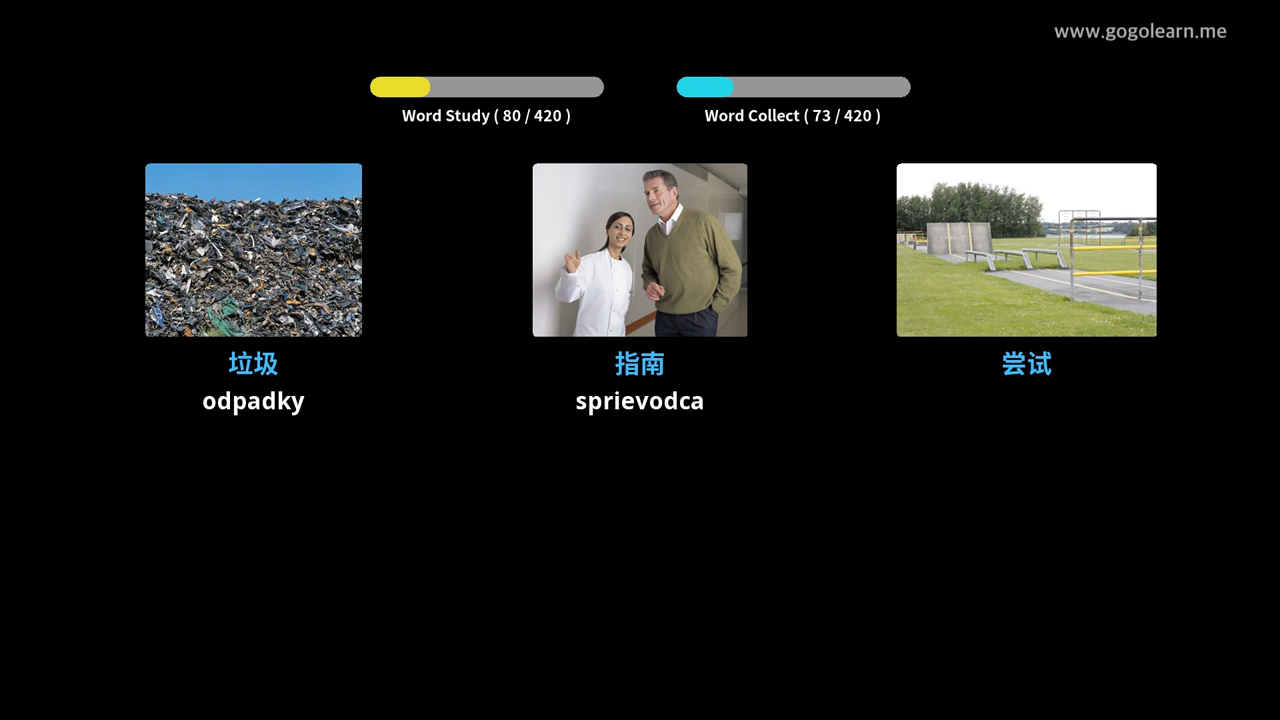 www.gogolearn.me
Word Study ( 80 / 420 )
Word Collect ( 73 / 420 )
垃圾
指南
尝试
odpadky
sprievodca